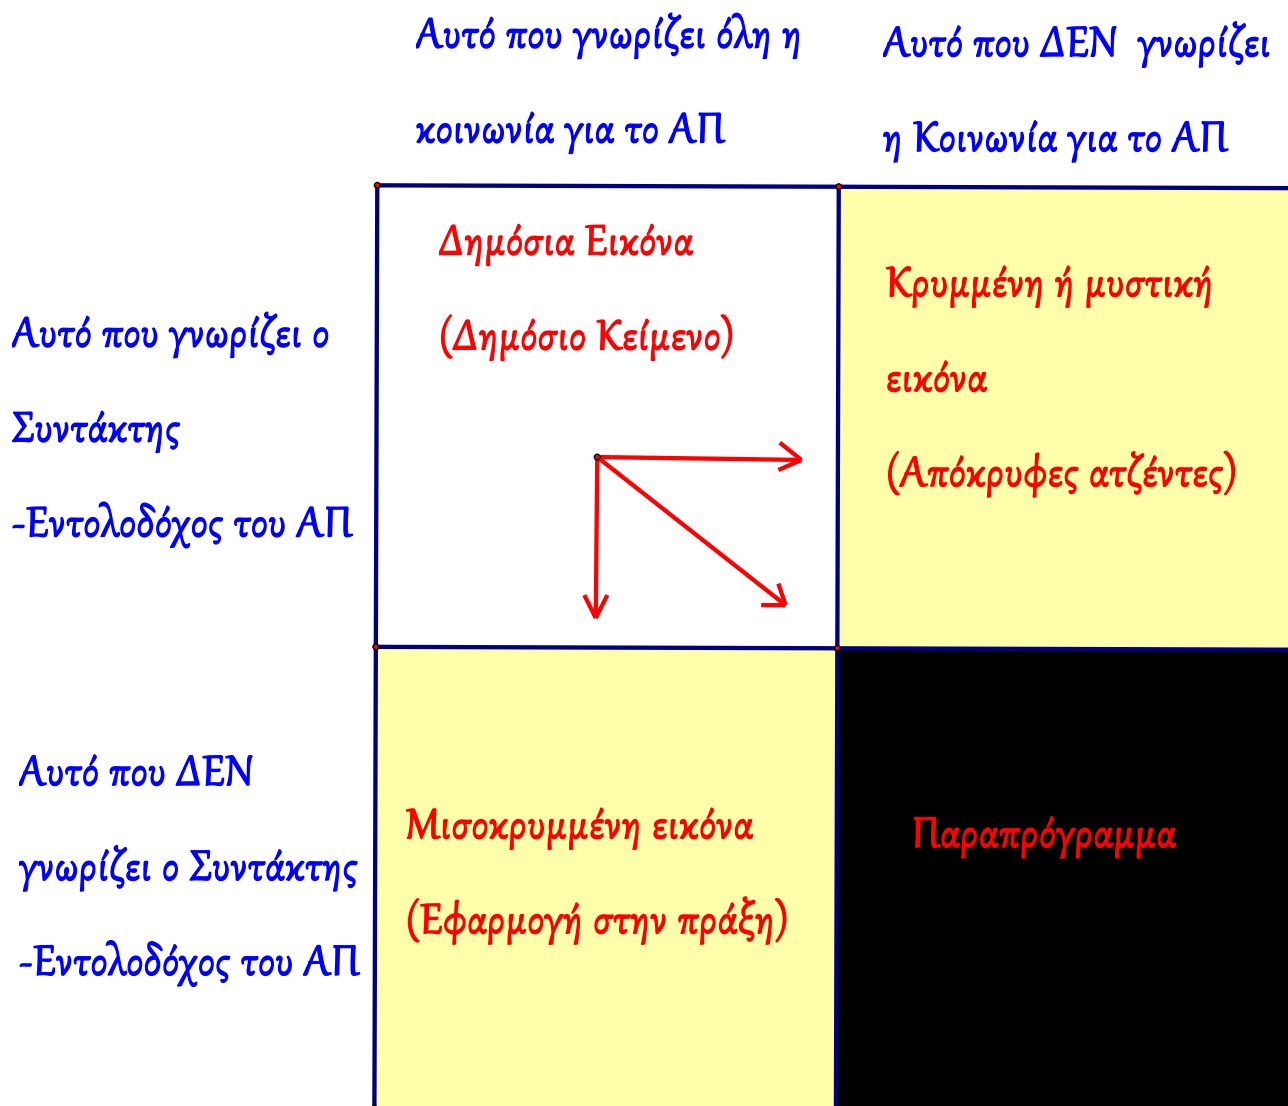 Αυτό που γνωρίζει όλη η
κοινωνία για το ΑΠ
Αυτό που ΔΕΝ γνωρίζει
η Κοινωνία για το ΑΠ
Αυτό που γνωρίζει ο
Συντάκτης
-Εντολοδόχος του ΑΠ
Δημόσια Εικόνα
(Δημόσιο Κείμενο)
Κρυμμένη ή μυστική
εικόνα
(Απόκρυφες ατζέντες)
Αυτό που ΔΕΝ
γνωρίζει ο Συντάκτης
-Εντολοδόχος του ΑΠ
Μισοκρυμμένη εικόνα
(Εφαρμογή στην πράξη)
Παραπρόγραμμα